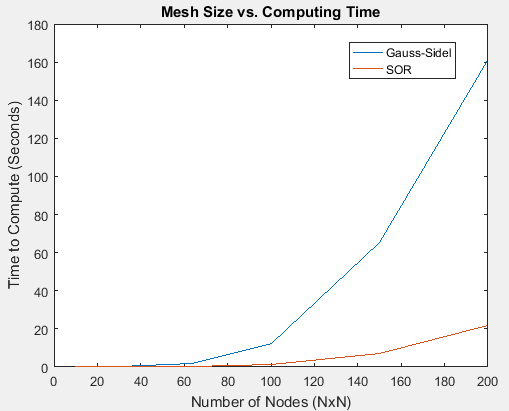 Mesh Size vs. Computing Time
Gauss-Sidel
SOR
180
160
140
120
100
80
60
40
20
0
Time to Compute (Seconds)
0 20 40 60 80 100 120 140 160 180 200
Number of Nodes (NxN)